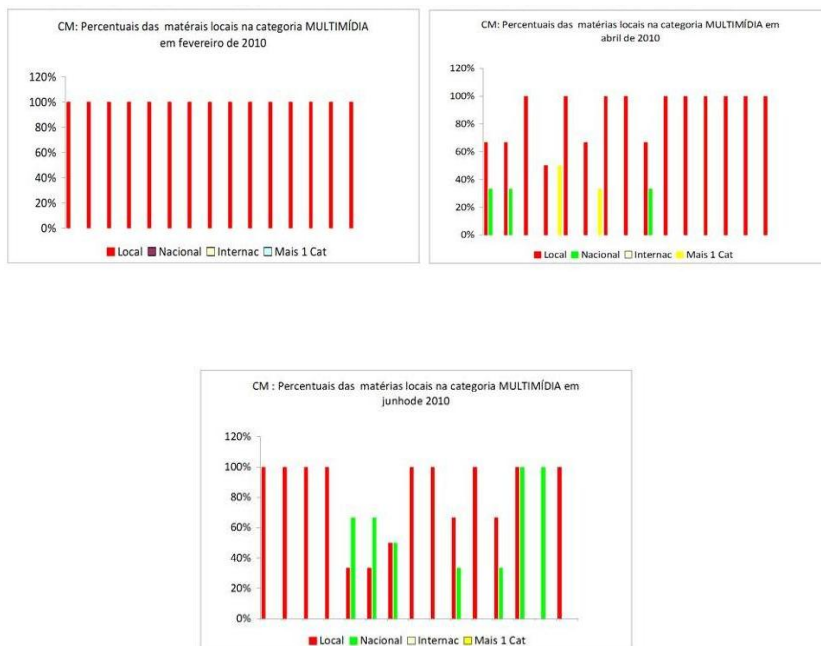 CM: Percentuais das matérais locais na categoria MULTIMÍDIA
em fevereiro de 2010
120%
100%
80%
60%
40%
20%
0%
Local Nacional Internac Mais 1 Cat
CM: Percentuais das matérias locais na categoria MULTIMÍDIA em
abril de 2010
120%
100%
80%
60%
40%
20%
0%
Local Nacional Internac Mais 1 Cat
CM : Percentuais das matérias locais na categoria MULTIMÍDIA em
junhode 2010
120%
100%
80%
60%
40%
20%
0%
Local Nacional Internac Mais 1 Cat